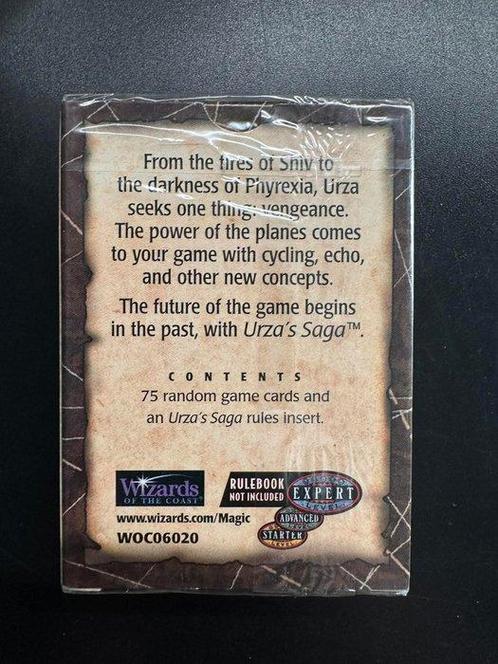 From the fires of Shiv to
the darkness of Phyrexia, Urza
seeks one thing: vengeance.
The power of the planes comes
to your game with cycling, echo,
and other new concepts.
The future of the game begins
in the past, with Urza's Saga™.
CONTENTS
75 random game cards and
an Urza's Saga rules insert.
Wizards
OF THE COAST
RULEBOOK
NOT INCLUDED
EXPERT
LEVEL
ADVANCED
LEVEL
STARTER
LEVEL
www.wizards.com/Magic
WOC06020